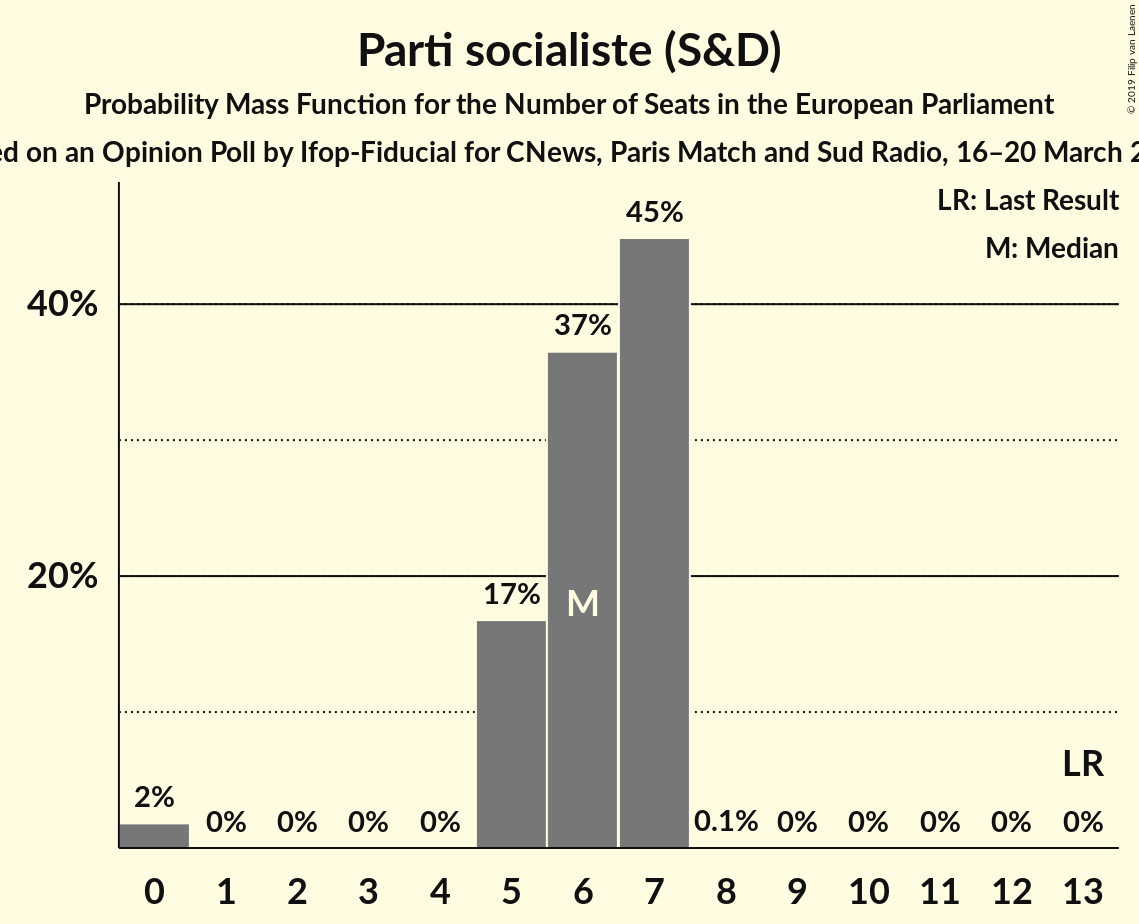 Parti socialiste (S&D)
Probability Mass Function for the Number of Seats in the European Parliament
on an Opinion Poll by Ifop-Fiducial for CNews, Paris Match and Sud Radio, 16–20 March
© 2019 Filip van Laenen
LR: Last Result
M: Median
45%
40%
37%
20%
17%
M
LR
2%
0% 0% 0% 0% 0.1% 0% 0% 0% 0% 0%
0 1 2 3 4 5 6 7 8 9 10 11 12 13